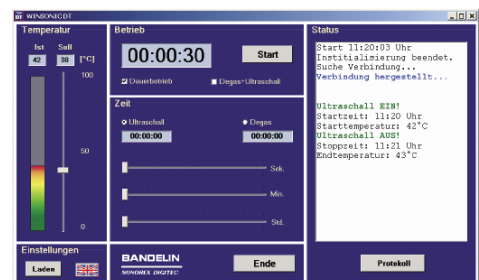 WINSONICDT
Temperatur
Ist Soll
42 30 [°C]
100
50
0
Einstellungen
Laden
Betrieb
00:00:30
Start
Dauerbetrieb
Degas+Ultraschall
Zeit
Ultraschall
Degas
00:00:00
00:00:00
Sek.
Min.
Std.
BANDELIN
SONOREX DIGITEC
Ende
Status
Start 11:20:03 Uhr
Institialisierung beendet.
Suche Verbindung...
Verbindung hergestellt...
Ultraschall EIN!
Startzeit: 11:20 Uhr
Starttemperatur: 42°C
Ultraschall AUS!
Stoppzeit: 11:21 Uhr
Endtemperatur: 43°C
Protokoll